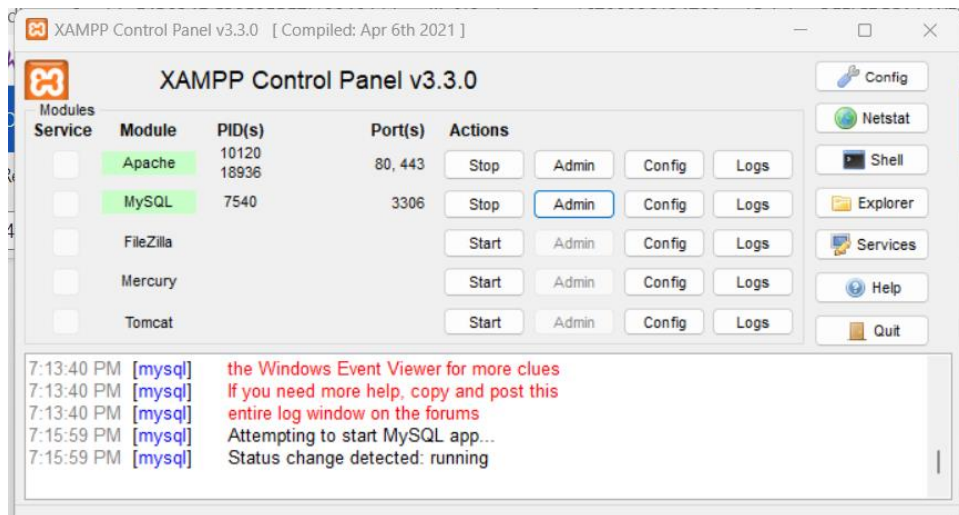 XAMPP Control Panel v3.3.0 [ Compiled: Apr 6th 2021 ]
XAMPP Control Panel v3.3.0
Config
Modules
Service Module PID(s) Port(s) Actions
Netstat
Apache 10120 18936 80, 443 Stop Admin Config Logs
Shell
MySQL 7540 3306 Stop Admin Config Logs
Explorer
FileZilla Start Admin Config Logs
Services
Mercury Start Admin Config Logs
Help
Tomcat Start Admin Config Logs
Quit
7:13:40 PM [mysql] the Windows Event Viewer for more clues
7:13:40 PM [mysql] If you need more help, copy and post this
7:13:40 PM [mysql] entire log window on the forums
7:15:59 PM [mysql] Attempting to start MySQL app...
7:15:59 PM [mysql] Status change detected: running